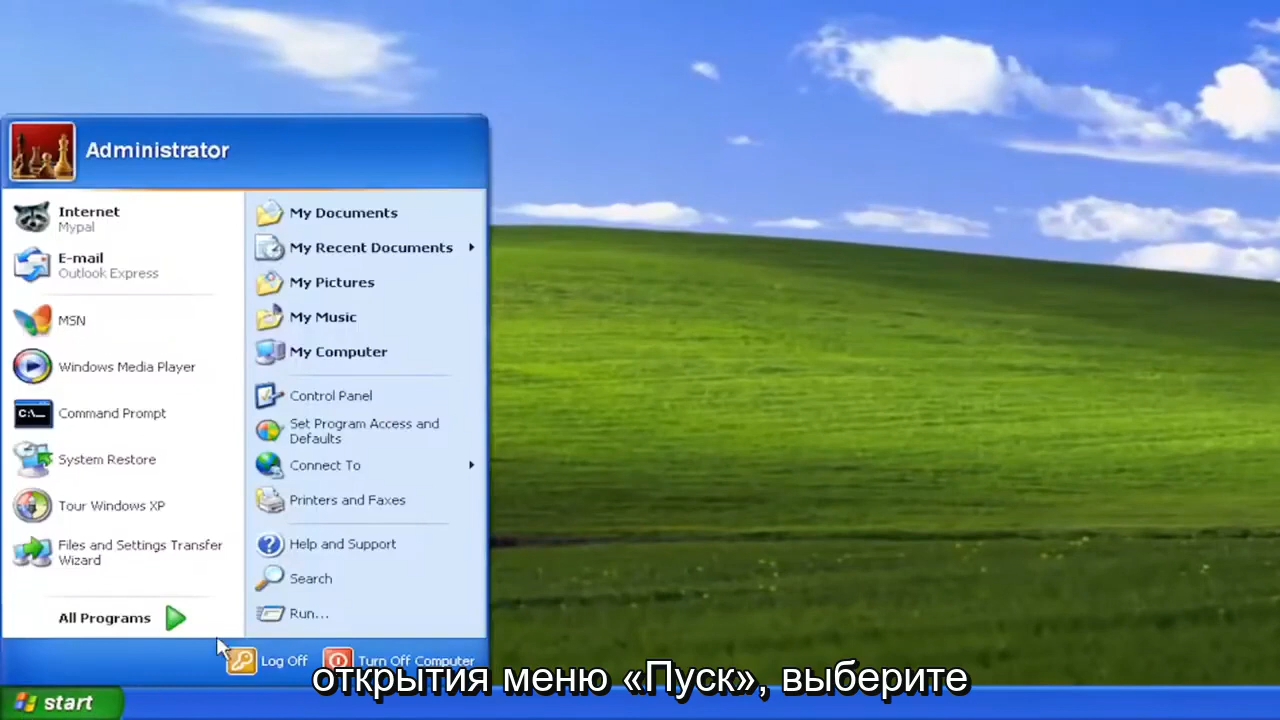 Administrator
Internet
Mypal
E-mail
Outlook Express
MSN
Windows Media Player
Command Prompt
C:\...
System Restore
Tour Windows XP
Files and Settings Transfer
Wizard
All Programs
My Documents
My Recent Documents
My Pictures
My Music
My Computer
Control Panel
Set Program Access and
Defaults
Connect To
Printers and Faxes
Help and Support
Search
Run...
Log Off
Turn Off Computer
открытия меню «Пуск», выберите
start